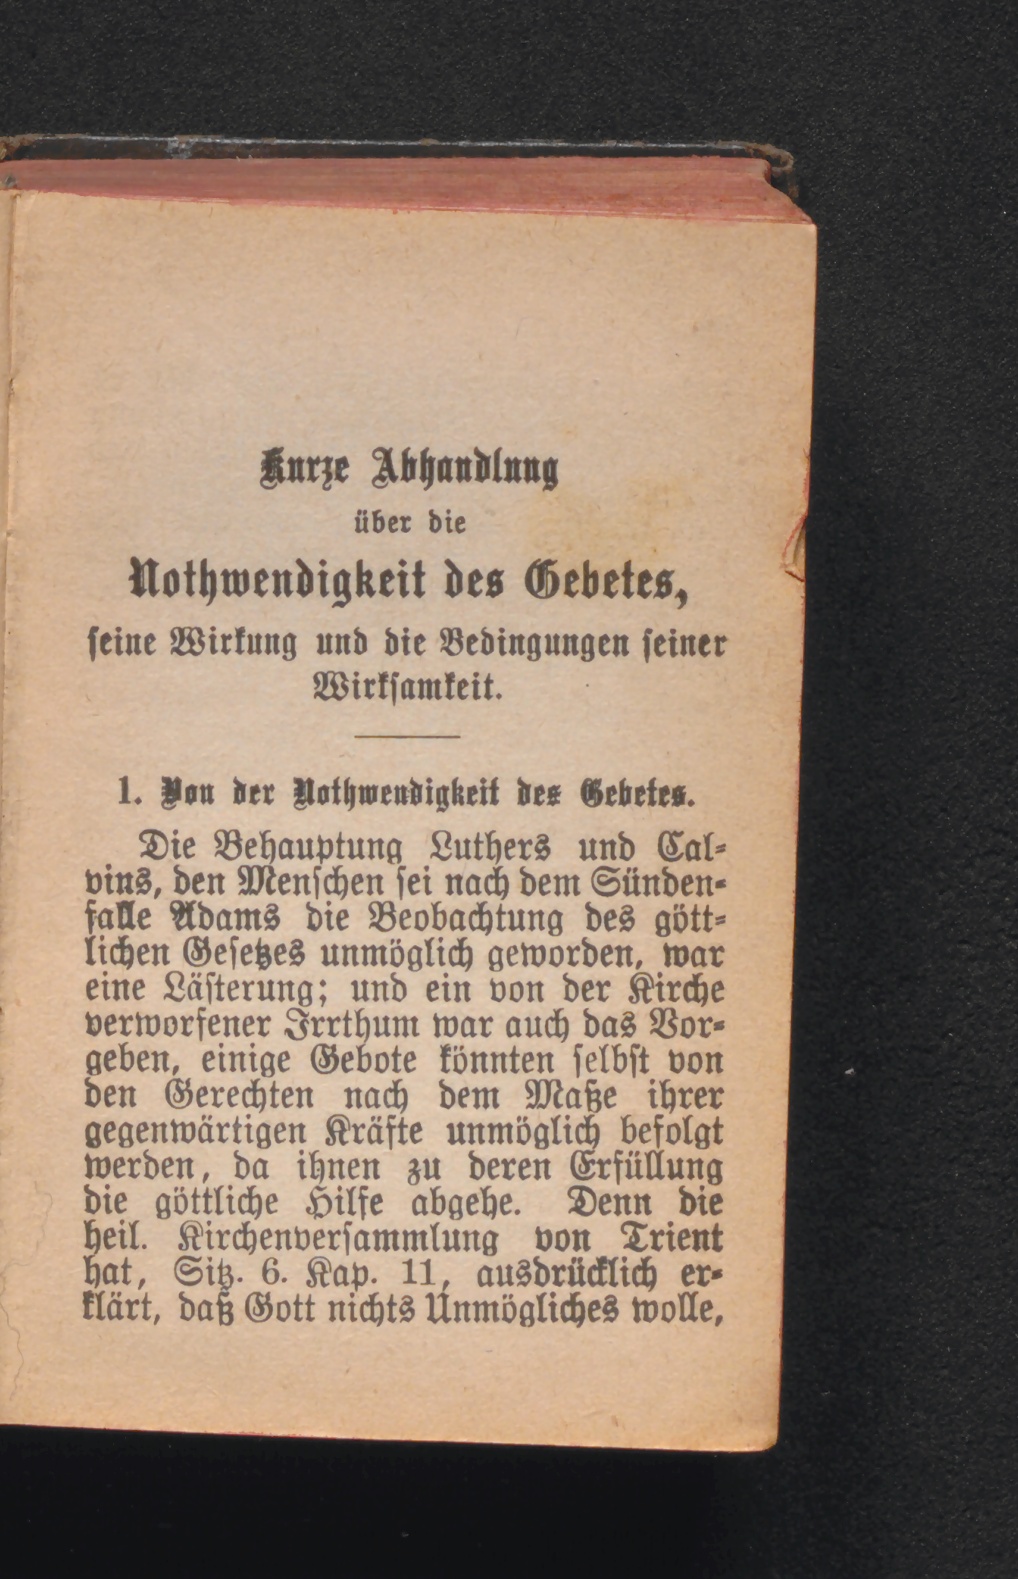 Kurze Abhandlung
über die
Nothwendigkeit des Gebetes,
seine Wirkung und die Bedingungen seiner
Wirksamkeit.
1. Von der Nothwendigkeit des Gebetes.
Die Behauptung Luthers und Cal-
vins, den Menschen sei nach dem Sünden-
falle Adams die Beobachtung des gött-
lichen Gesetzes unmöglich geworden, war
eine Lästerung; und ein von der Kirche
verworfener Irrthum war auch das Vor-
geben, einige Gebote könnten selbst von
den Gerechten nach dem Maße ihrer
gegenwärtigen Kräfte unmöglich befolgt
werden, da ihnen zu deren Erfüllung
die göttliche Hilfe abgehe. Denn die
heil. Kirchenversammlung von Trient
hat, Sitz. 6. Kap. 11, ausdrücklich er-
klärt, daß Gott nichts Unmögliches wolle,